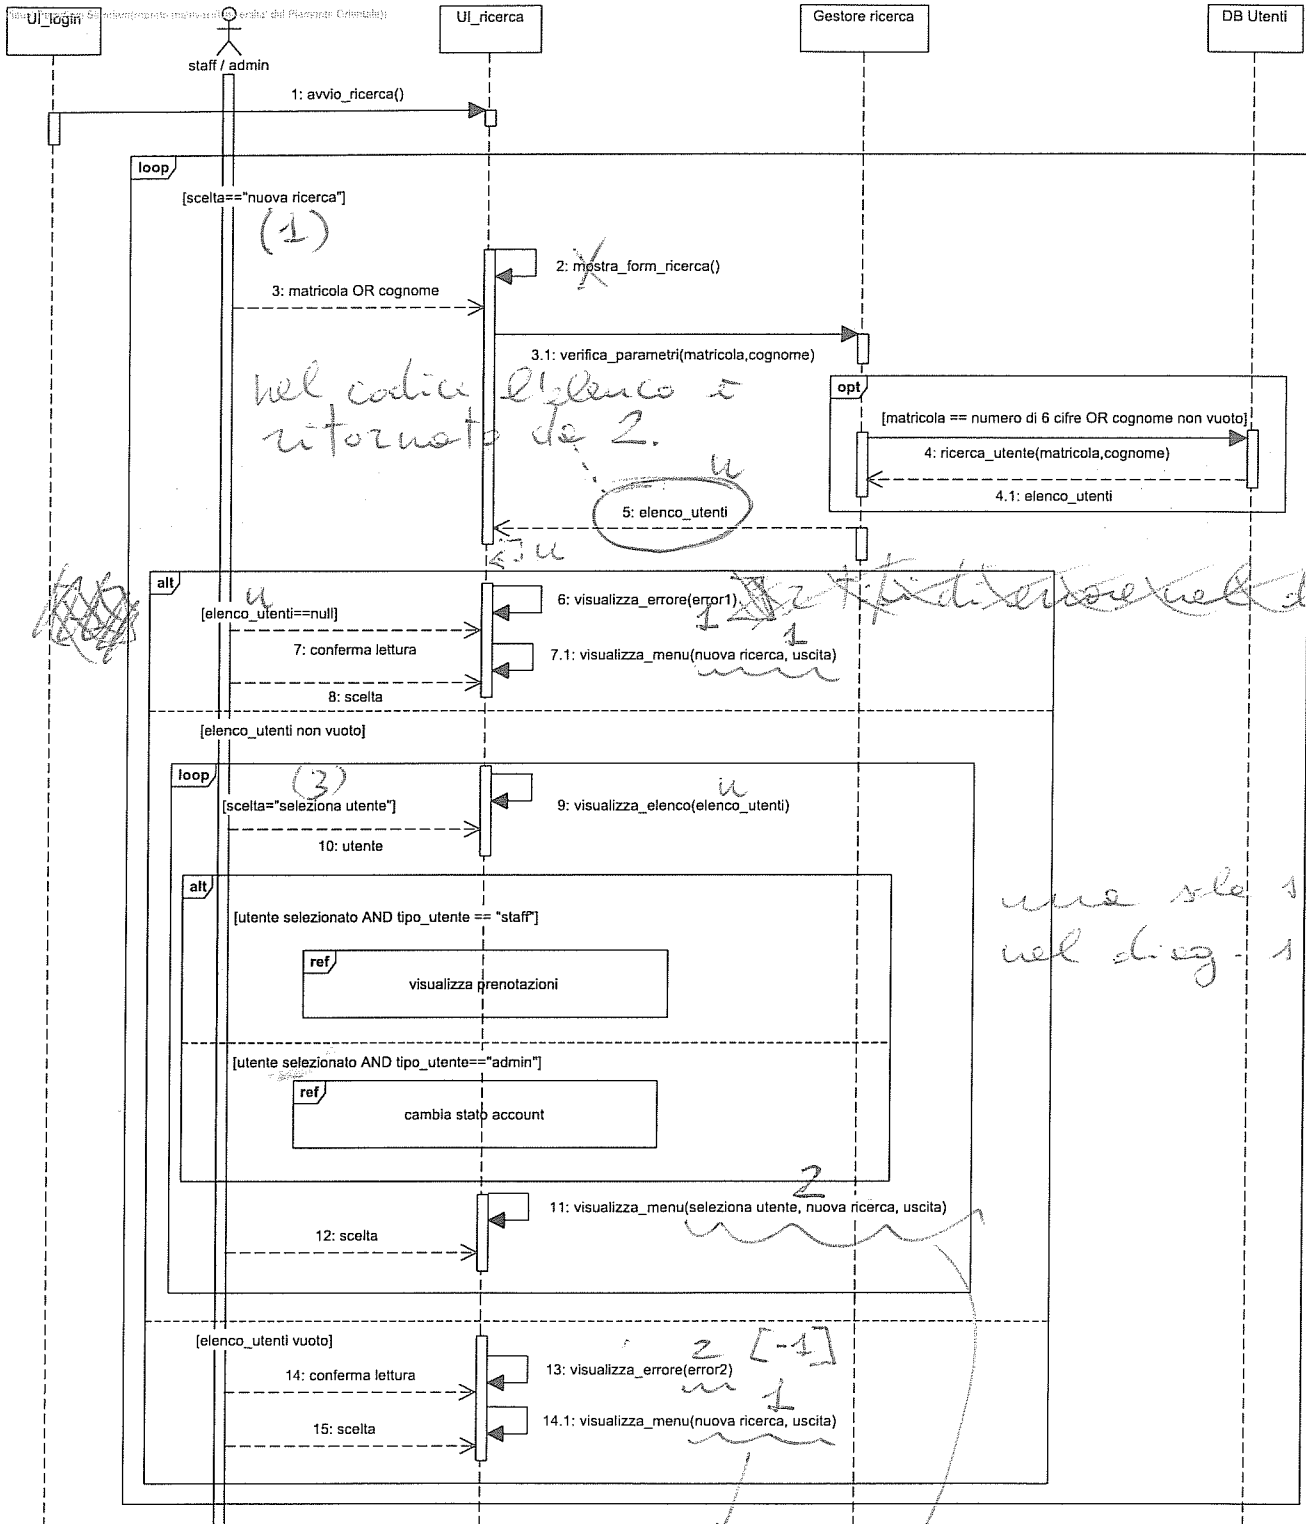 UI_login
staff / admin
UI_ricerca
Gestore ricerca
DB Utenti
1: avvio_ricerca()
loop
[scelta=="nuova ricerca"]
(1)
2: mostra_form_ricerca()
3: matricola OR cognome
3.1: verifica_parametri(matricola,cognome)
nel codice l'elenco è
ritornato da 2.
opt
[matricola == numero di 6 cifre OR cognome non vuoto]
4: ricerca_utente(matricola,cognome)
4.1: elenco_utenti
u
5: elenco_utenti
u
alt
u
[elenco_utenti==null]
6: visualizza_errore(error1)
1
7: conferma lettura
1
7.1: visualizza_menu(nuova ricerca, uscita)
8: scelta
[elenco_utenti non vuoto]
loop
(3)
[scelta="seleziona utente"]
u
9: visualizza_elenco(elenco_utenti)
10: utente
alt
[utente selezionato AND tipo_utente == "staff"]
ref
visualizza prenotazioni
una sola s
nel diag. s
[utente selezionato AND tipo_utente=="admin"]
ref
cambia stato account
2
11: visualizza_menu(seleziona utente, nuova ricerca, uscita)
12: scelta
[elenco_utenti vuoto]
2 [-1]
13: visualizza_errore(error2)
14: conferma lettura
1
14.1: visualizza_menu(nuova ricerca, uscita)
15: scelta